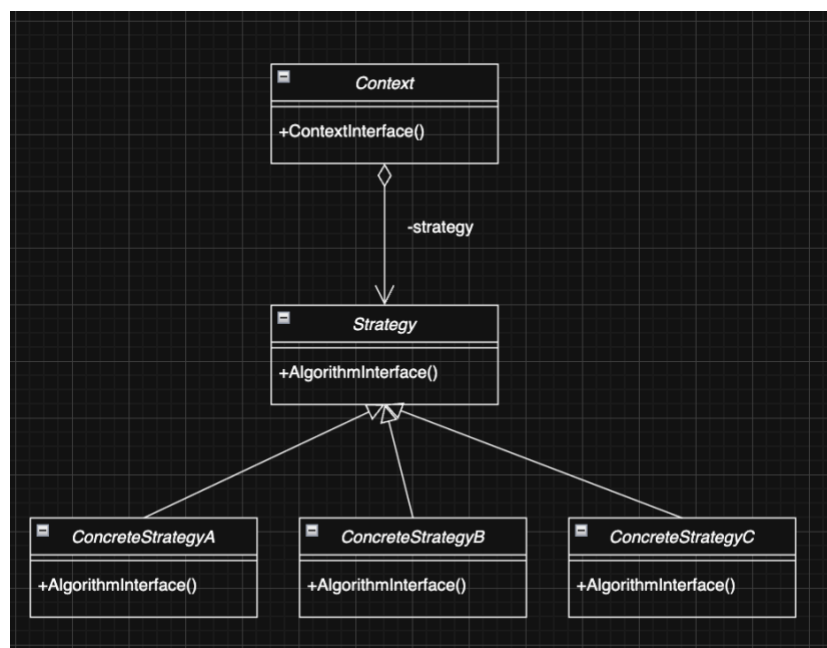 Context
+ContextInterface()
-strategy
Strategy
+AlgorithmInterface()
ConcreteStrategyA
+AlgorithmInterface()
ConcreteStrategyB
+AlgorithmInterface()
ConcreteStrategyC
+AlgorithmInterface()